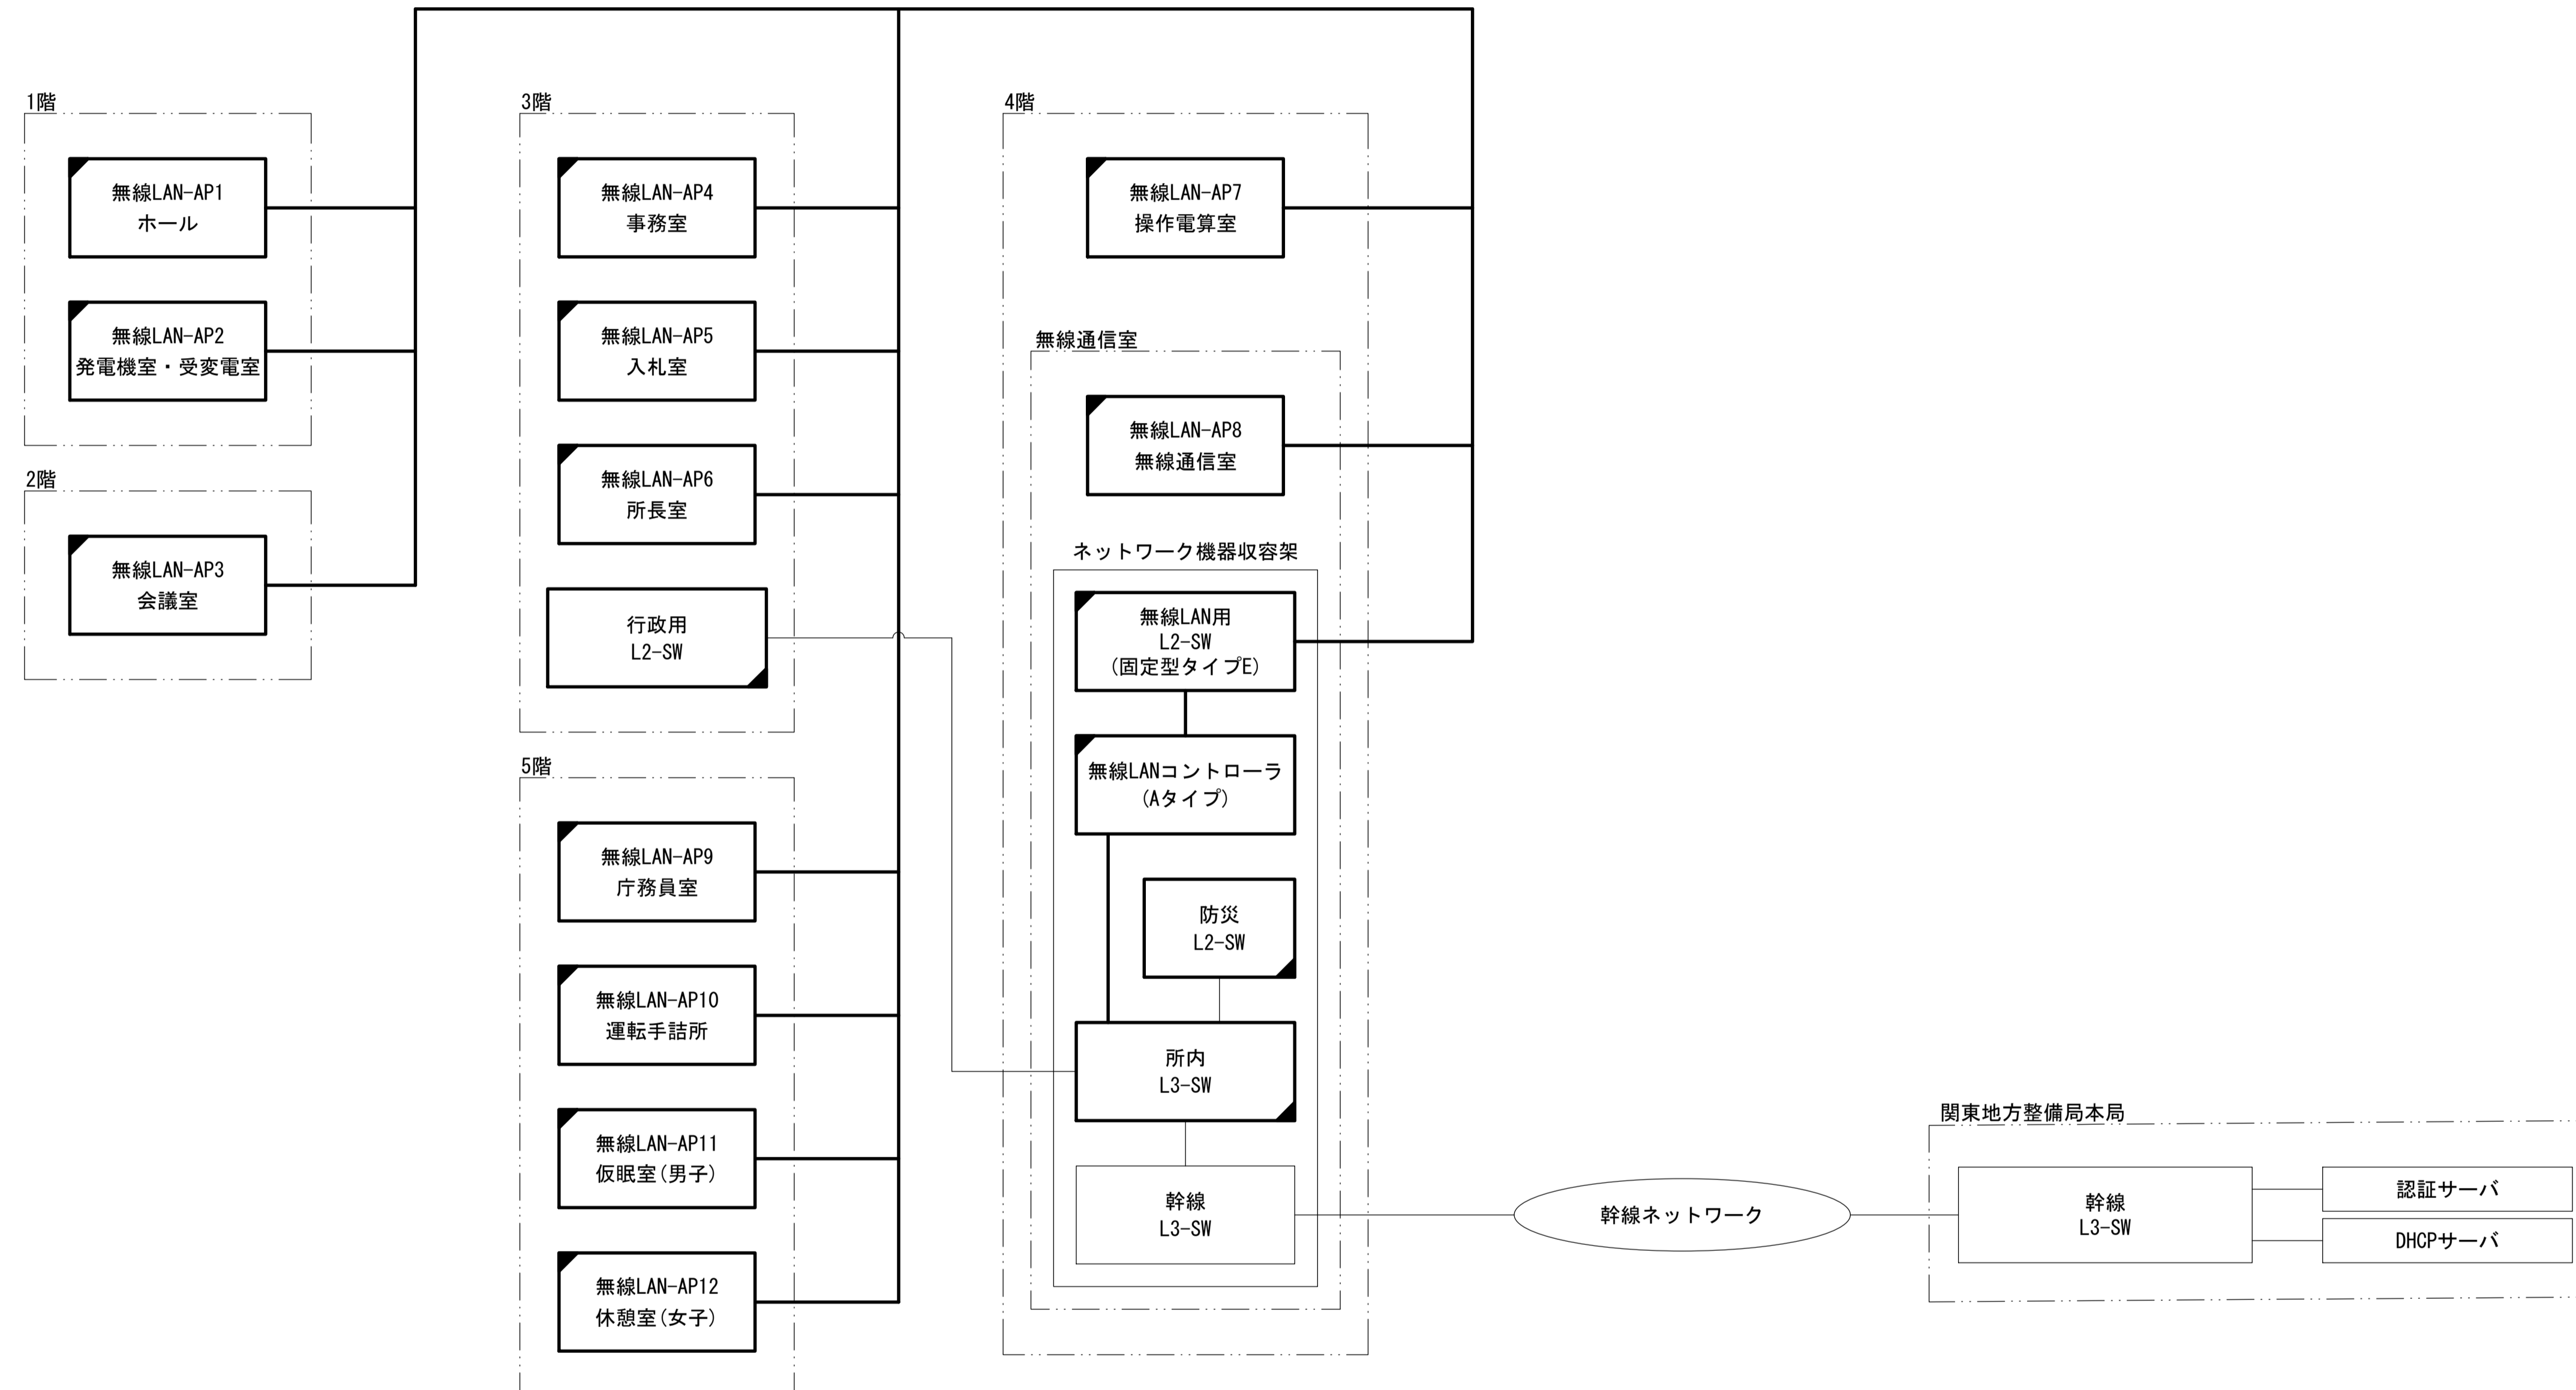 1階
無線LAN-AP1
ホール
無線LAN-AP2
発電機室・受変電室
2階
無線LAN-AP3
会議室
3階
無線LAN-AP4
事務室
無線LAN-AP5
入札室
無線LAN-AP6
所長室
行政用
L2-SW
5階
無線LAN-AP9
庁務員室
無線LAN-AP10
運転手詰所
無線LAN-AP11
仮眠室(男子)
無線LAN-AP12
休憩室(女子)
4階
無線LAN-AP7
操作電算室
無線通信室
無線LAN-AP8
無線通信室
ネットワーク機器収容架
無線LAN用
L2-SW
(固定型タイプE)
無線LANコントローラ
(Aタイプ)
防災
L2-SW
所内
L3-SW
幹線
L3-SW
幹線ネットワーク
関東地方整備局本局
幹線
L3-SW
認証サーバ
DHCPサーバ